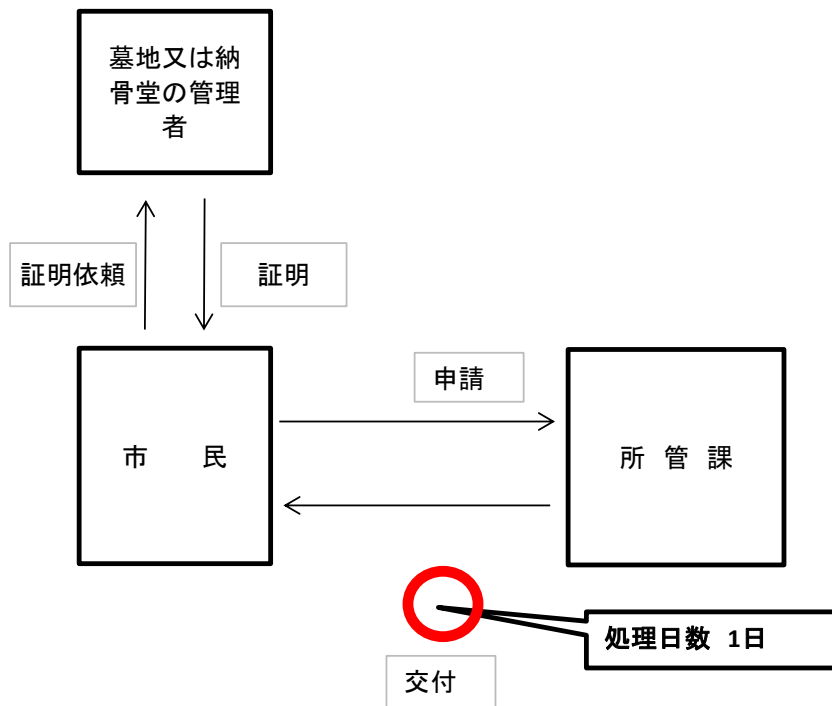 墓地又は納
骨堂の管理
者
証明依頼
証明
申請
市　　民
所 管 課
処理日数 1日
交付